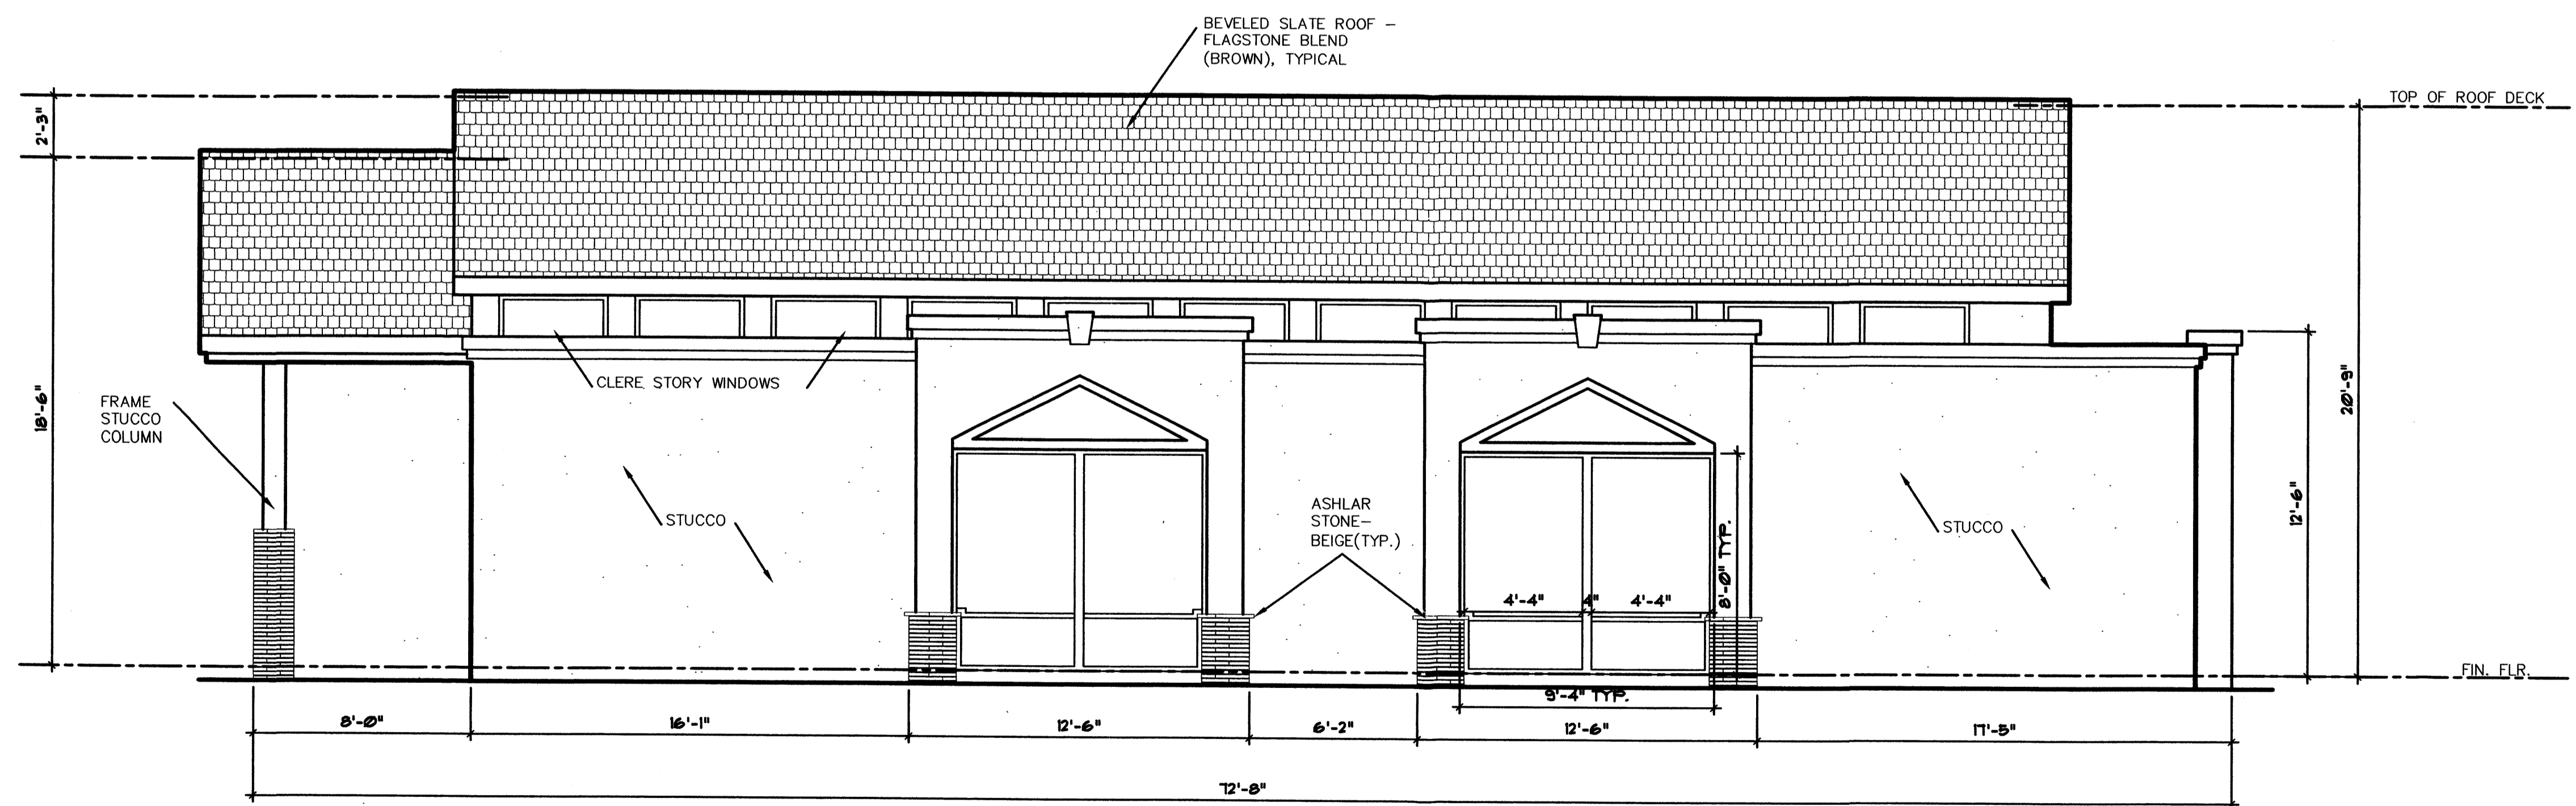 BEVELED SLATE ROOF –
FLAGSTONE BLEND
(BROWN), TYPICAL
TOP OF ROOF DECK
2'-3"
18'-6"
FRAME
STUCCO
COLUMN
CLERE STORY WINDOWS
STUCCO
ASHLAR
STONE–
BEIGE(TYP.)
4'-4"
4"
4'-4"
8'-0" TYP.
STUCCO
12'-6"
20'-9"
FIN. FLR.
9'-4" TYP.
8'-0"
16'-1"
12'-6"
6'-2"
12'-6"
17'-5"
72'-8"